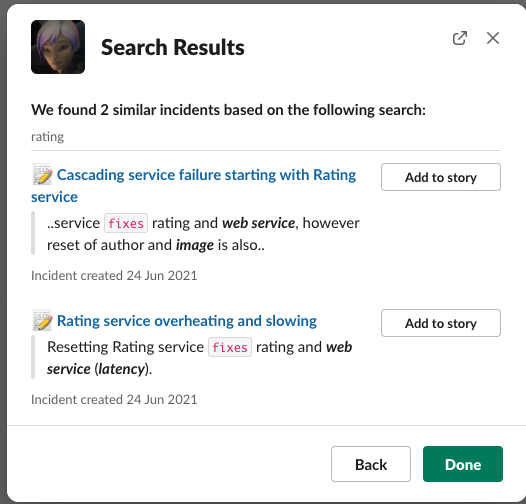 Search Results
We found 2 similar incidents based on the following search:
rating
Cascading service failure starting with Rating
service
Add to story
..service fixes rating and web service, however
reset of author and image is also..
Incident created 24 Jun 2021
Rating service overheating and slowing
Add to story
Resetting Rating service fixes rating and web
service (latency).
Incident created 24 Jun 2021
Back
Done